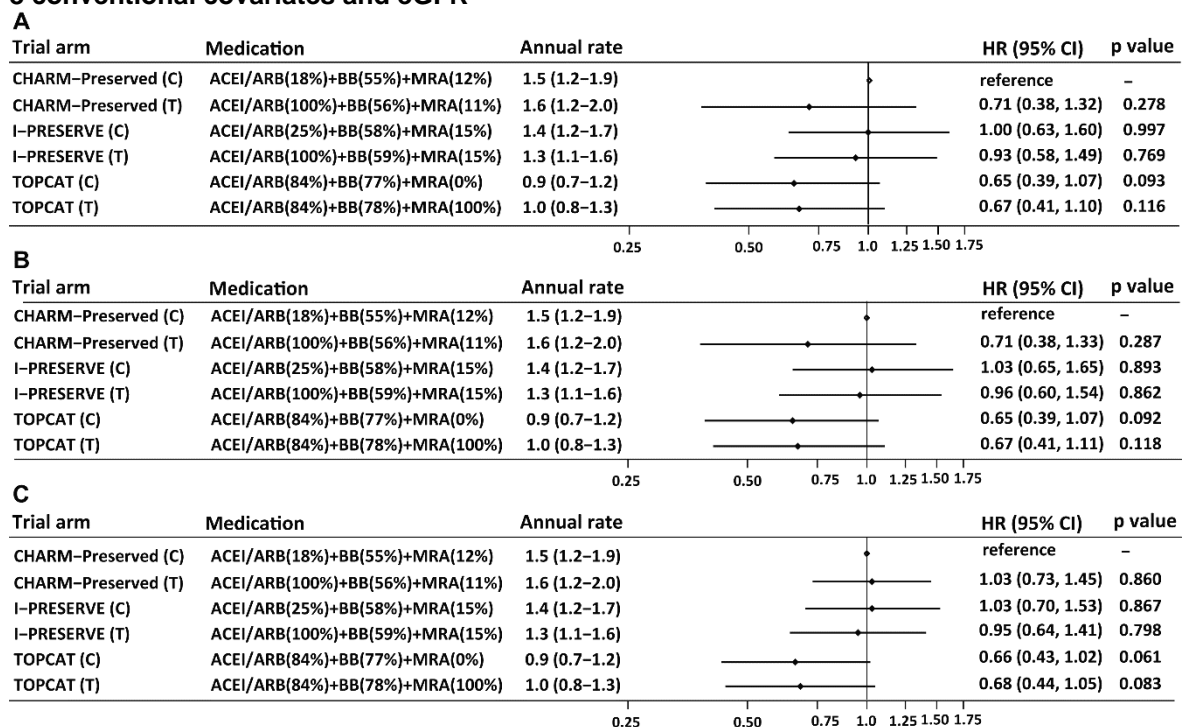 A
Trial arm Medication Annual rate HR (95% CI) p value
CHARM−Preserved (C) ACEI/ARB(18%)+BB(55%)+MRA(12%) 1.5 (1.2−1.9) reference −
CHARM−Preserved (T) ACEI/ARB(100%)+BB(56%)+MRA(11%) 1.6 (1.2−2.0) 0.71 (0.38, 1.32) 0.278
I−PRESERVE (C) ACEI/ARB(25%)+BB(58%)+MRA(15%) 1.4 (1.2−1.7) 1.00 (0.63, 1.60) 0.997
I−PRESERVE (T) ACEI/ARB(100%)+BB(59%)+MRA(15%) 1.3 (1.1−1.6) 0.93 (0.58, 1.49) 0.769
TOPCAT (C) ACEI/ARB(84%)+BB(77%)+MRA(0%) 0.9 (0.7−1.2) 0.65 (0.39, 1.07) 0.093
TOPCAT (T) ACEI/ARB(84%)+BB(78%)+MRA(100%) 1.0 (0.8−1.3) 0.67 (0.41, 1.10) 0.116
0.25 0.50 0.75 1.0 1.25 1.50 1.75
B
Trial arm Medication Annual rate HR (95% CI) p value
CHARM−Preserved (C) ACEI/ARB(18%)+BB(55%)+MRA(12%) 1.5 (1.2−1.9) reference −
CHARM−Preserved (T) ACEI/ARB(100%)+BB(56%)+MRA(11%) 1.6 (1.2−2.0) 0.71 (0.38, 1.33) 0.287
I−PRESERVE (C) ACEI/ARB(25%)+BB(58%)+MRA(15%) 1.4 (1.2−1.7) 1.03 (0.65, 1.65) 0.893
I−PRESERVE (T) ACEI/ARB(100%)+BB(59%)+MRA(15%) 1.3 (1.1−1.6) 0.96 (0.60, 1.54) 0.862
TOPCAT (C) ACEI/ARB(84%)+BB(77%)+MRA(0%) 0.9 (0.7−1.2) 0.65 (0.39, 1.07) 0.092
TOPCAT (T) ACEI/ARB(84%)+BB(78%)+MRA(100%) 1.0 (0.8−1.3) 0.67 (0.41, 1.11) 0.118
0.25 0.50 0.75 1.0 1.25 1.50 1.75
C
Trial arm Medication Annual rate HR (95% CI) p value
CHARM−Preserved (C) ACEI/ARB(18%)+BB(55%)+MRA(12%) 1.5 (1.2−1.9) reference −
CHARM−Preserved (T) ACEI/ARB(100%)+BB(56%)+MRA(11%) 1.6 (1.2−2.0) 1.03 (0.73, 1.45) 0.860
I−PRESERVE (C) ACEI/ARB(25%)+BB(58%)+MRA(15%) 1.4 (1.2−1.7) 1.03 (0.70, 1.53) 0.867
I−PRESERVE (T) ACEI/ARB(100%)+BB(59%)+MRA(15%) 1.3 (1.1−1.6) 0.95 (0.64, 1.41) 0.798
TOPCAT (C) ACEI/ARB(84%)+BB(77%)+MRA(0%) 0.9 (0.7−1.2) 0.66 (0.43, 1.02) 0.061
TOPCAT (T) ACEI/ARB(84%)+BB(78%)+MRA(100%) 1.0 (0.8−1.3) 0.68 (0.44, 1.05) 0.083
0.25 0.50 0.75 1.0 1.25 1.50 1.75